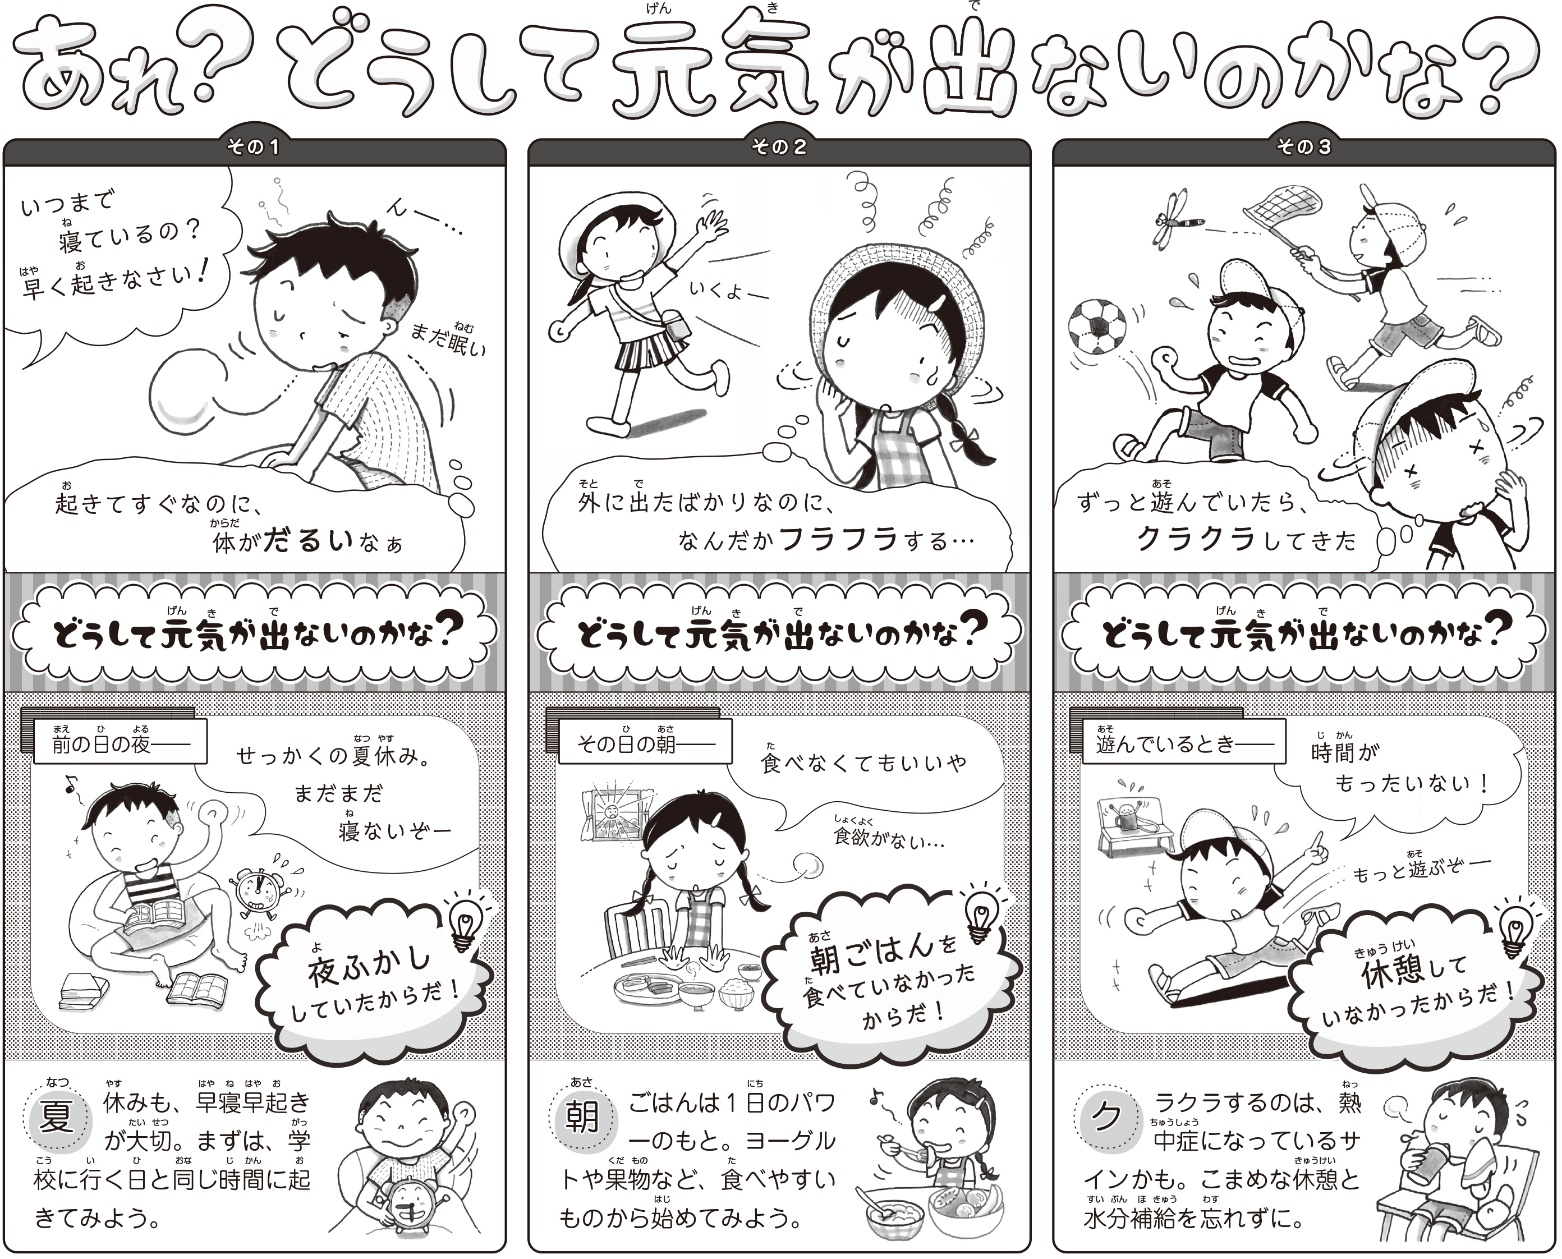 あれ？どうして元気が出ないのかな？
その1
いつまで
寝ているの？
早く起きなさい！
んー…
まだ眠い
起きてすぐなのに、
体がだるいなぁ
どうして元気が出ないのかな？
前の日の夜――
せっかくの夏休み。
まだまだ
寝ないぞー
夜ふかし
していたからだ！
夏休みも、早寝早起き
が大切。まずは、学
校に行く日と同じ時間に起
きてみよう。
その2
いくよー
外に出たばかりなのに、
なんだかフラフラする…
どうして元気が出ないのかな？
その日の朝――
食べなくてもいいや
食欲がない…
朝ごはんを
食べていなかった
からだ！
朝ごはんは1日のパワ
ーのもと。ヨーグル
トや果物など、食べやすい
ものから始めてみよう。
その3
ずっと遊んでいたら、
クラクラしてきた
どうして元気が出ないのかな？
遊んでいるとき――
時間が
もったいない！
もっと遊ぶぞー
休憩して
いなかったからだ！
クラクラするのは、熱
中症になっているサ
インかも。こまめな休憩と
水分補給を忘れずに。